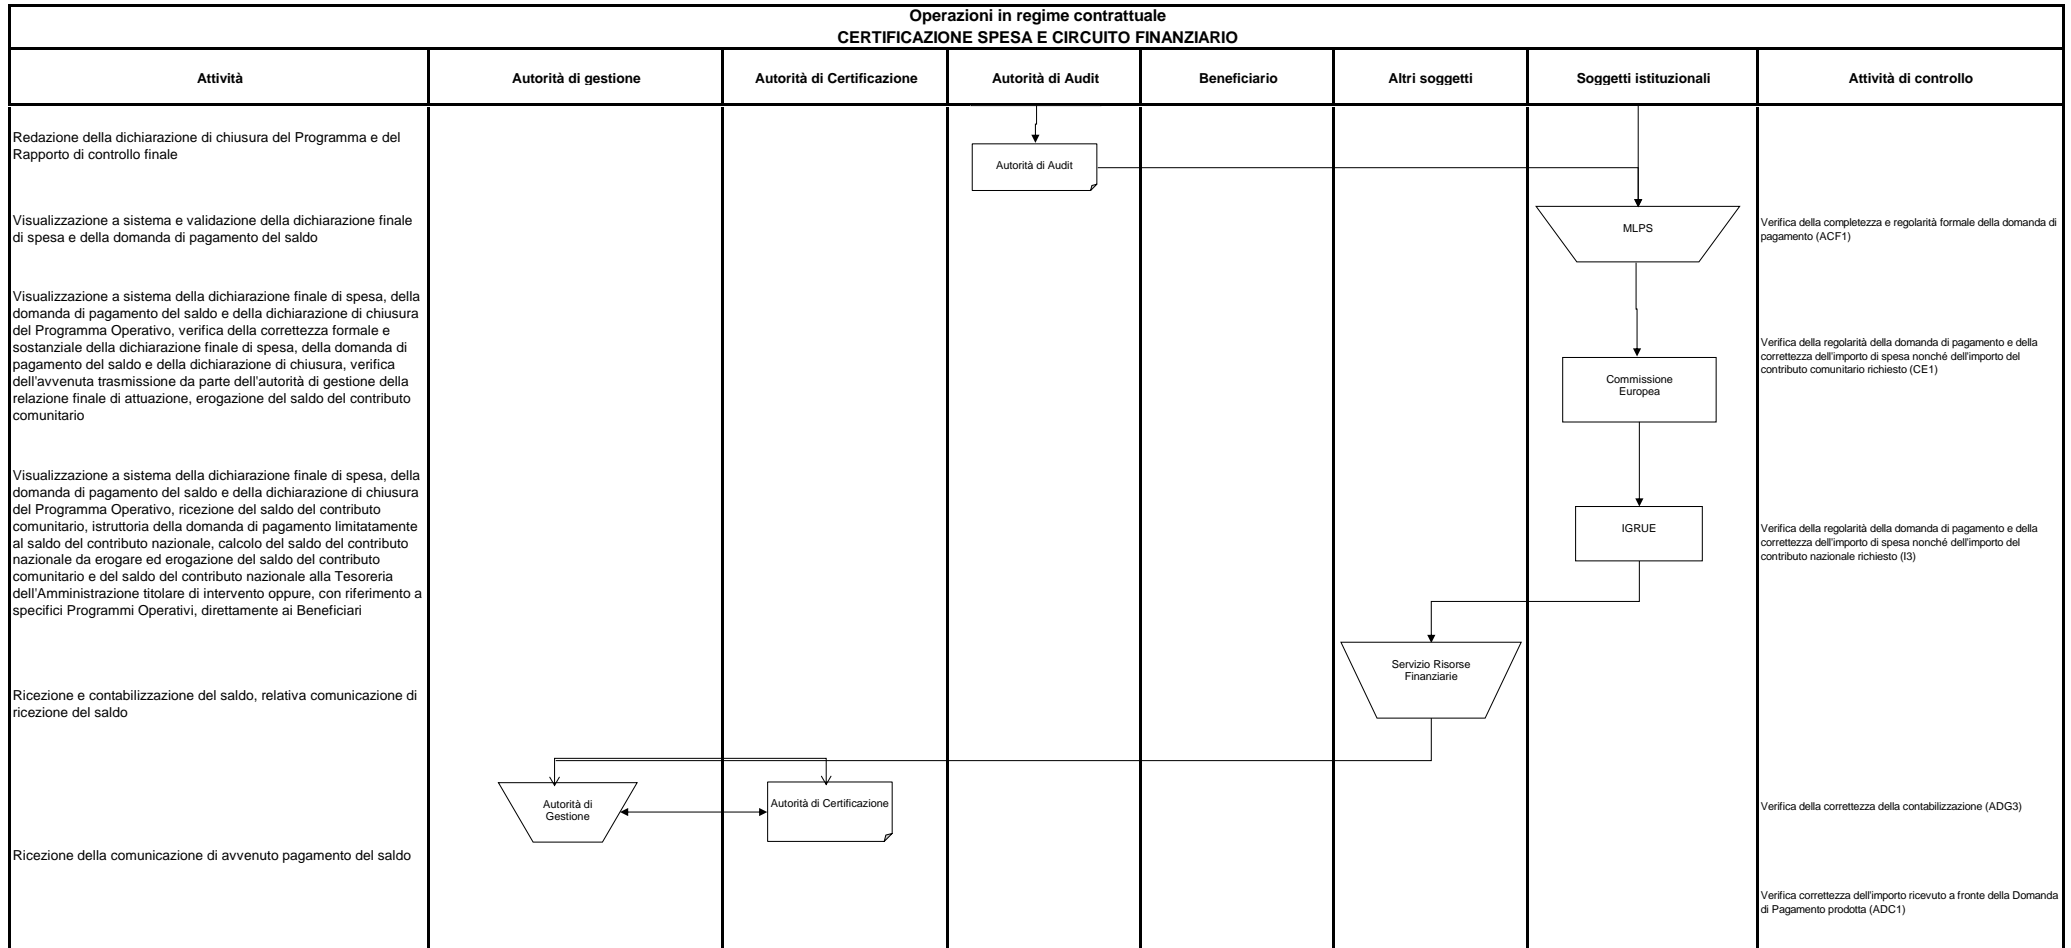 Operazioni in regime contrattuale
CERTIFICAZIONE SPESA E CIRCUITO FINANZIARIO
Attività
Autorità di gestione
Autorità di Certificazione
Autorità di Audit
Beneficiario
Altri soggetti
Soggetti istituzionali
Attività di controllo
Redazione della dichiarazione di chiusura del Programma e del
Rapporto di controllo finale
Autorità di Audit
Visualizzazione a sistema e validazione della dichiarazione finale
di spesa e della domanda di pagamento del saldo
MLPS
Verifica della completezza e regolarità formale della domanda di
pagamento (ACF1)
Visualizzazione a sistema della dichiarazione finale di spesa, della
domanda di pagamento del saldo e della dichiarazione di chiusura
del Programma Operativo, verifica della correttezza formale e
sostanziale della dichiarazione finale di spesa, della domanda di
pagamento del saldo e della dichiarazione di chiusura, verifica
dell'avvenuta trasmissione da parte dell'autorità di gestione della
relazione finale di attuazione, erogazione del saldo del contributo
comunitario
Commissione
Europea
Verifica della regolarità della domanda di pagamento e della
correttezza dell'importo di spesa nonché dell'importo del
contributo comunitario richiesto (CE1)
Visualizzazione a sistema della dichiarazione finale di spesa, della
domanda di pagamento del saldo e della dichiarazione di chiusura
del Programma Operativo, ricezione del saldo del contributo
comunitario, istruttoria della domanda di pagamento limitatamente
al saldo del contributo nazionale, calcolo del saldo del contributo
nazionale da erogare ed erogazione del saldo del contributo
comunitario e del saldo del contributo nazionale alla Tesoreria
dell'Amministrazione titolare di intervento oppure, con riferimento a
specifici Programmi Operativi, direttamente ai Beneficiari
IGRUE
Verifica della regolarità della domanda di pagamento e della
correttezza dell'importo di spesa nonché dell'importo del
contributo nazionale richiesto (I3)
Servizio Risorse
Finanziarie
Ricezione e contabilizzazione del saldo, relativa comunicazione di
ricezione del saldo
Autorità di
Gestione
Autorità di Certificazione
Verifica della correttezza della contabilizzazione (ADG3)
Ricezione della comunicazione di avvenuto pagamento del saldo
Verifica correttezza dell'importo ricevuto a fronte della Domanda
di Pagamento prodotta (ADC1)